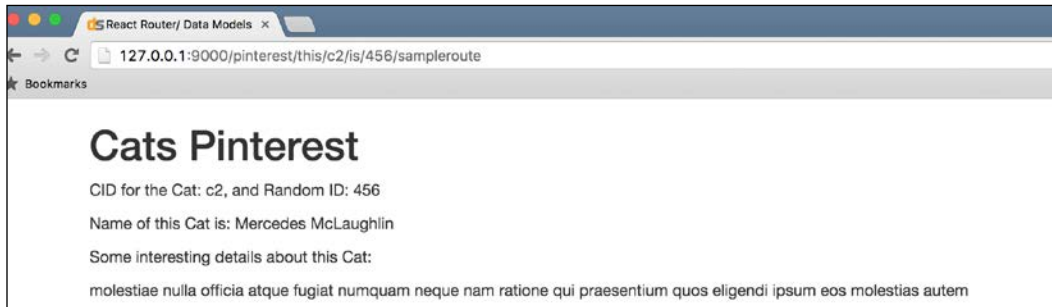 React Router/ Data Models
127.0.0.1:9000/pinterest/this/c2/is/456/sampleroute
Bookmarks
Cats Pinterest
CID for the Cat: c2, and Random ID: 456
Name of this Cat is: Mercedes McLaughlin
Some interesting details about this Cat:
molestiae nulla officia atque fugiat numquam neque nam ratione qui praesentium quos eligendi ipsum eos molestias autem